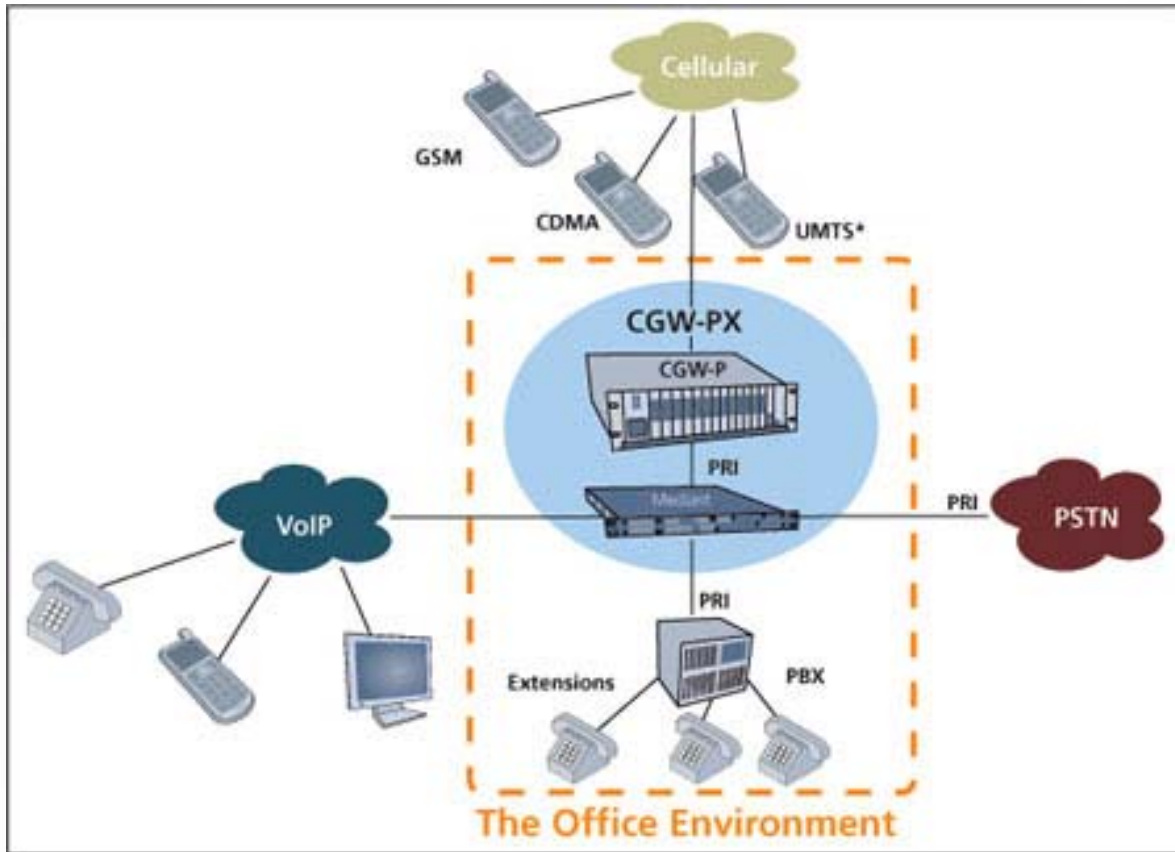 Cellular
GSM
CDMA
UMTS*
CGW-PX
CGW-P
PRI
Mediant
VoIP
PRI
PSTN
PRI
Extensions
PBX
The Office Environment